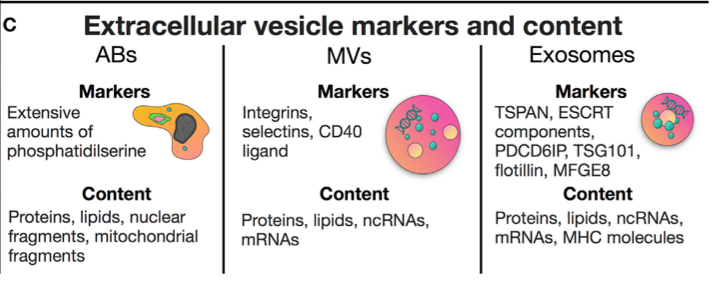 C
Extracellular vesicle markers and content
ABs
Markers
Extensive
amounts of
phosphatidilserine
Content
Proteins, lipids, nuclear
fragments, mitochondrial
fragments
MVs
Markers
Integrins,
selectins, CD40
ligand
Content
Proteins, lipids, ncRNAs,
mRNAs
Exosomes
Markers
TSPAN, ESCRT
components,
PDCD6IP, TSG101,
flotillin, MFGE8
Content
Proteins, lipids, ncRNAs,
mRNAs, MHC molecules